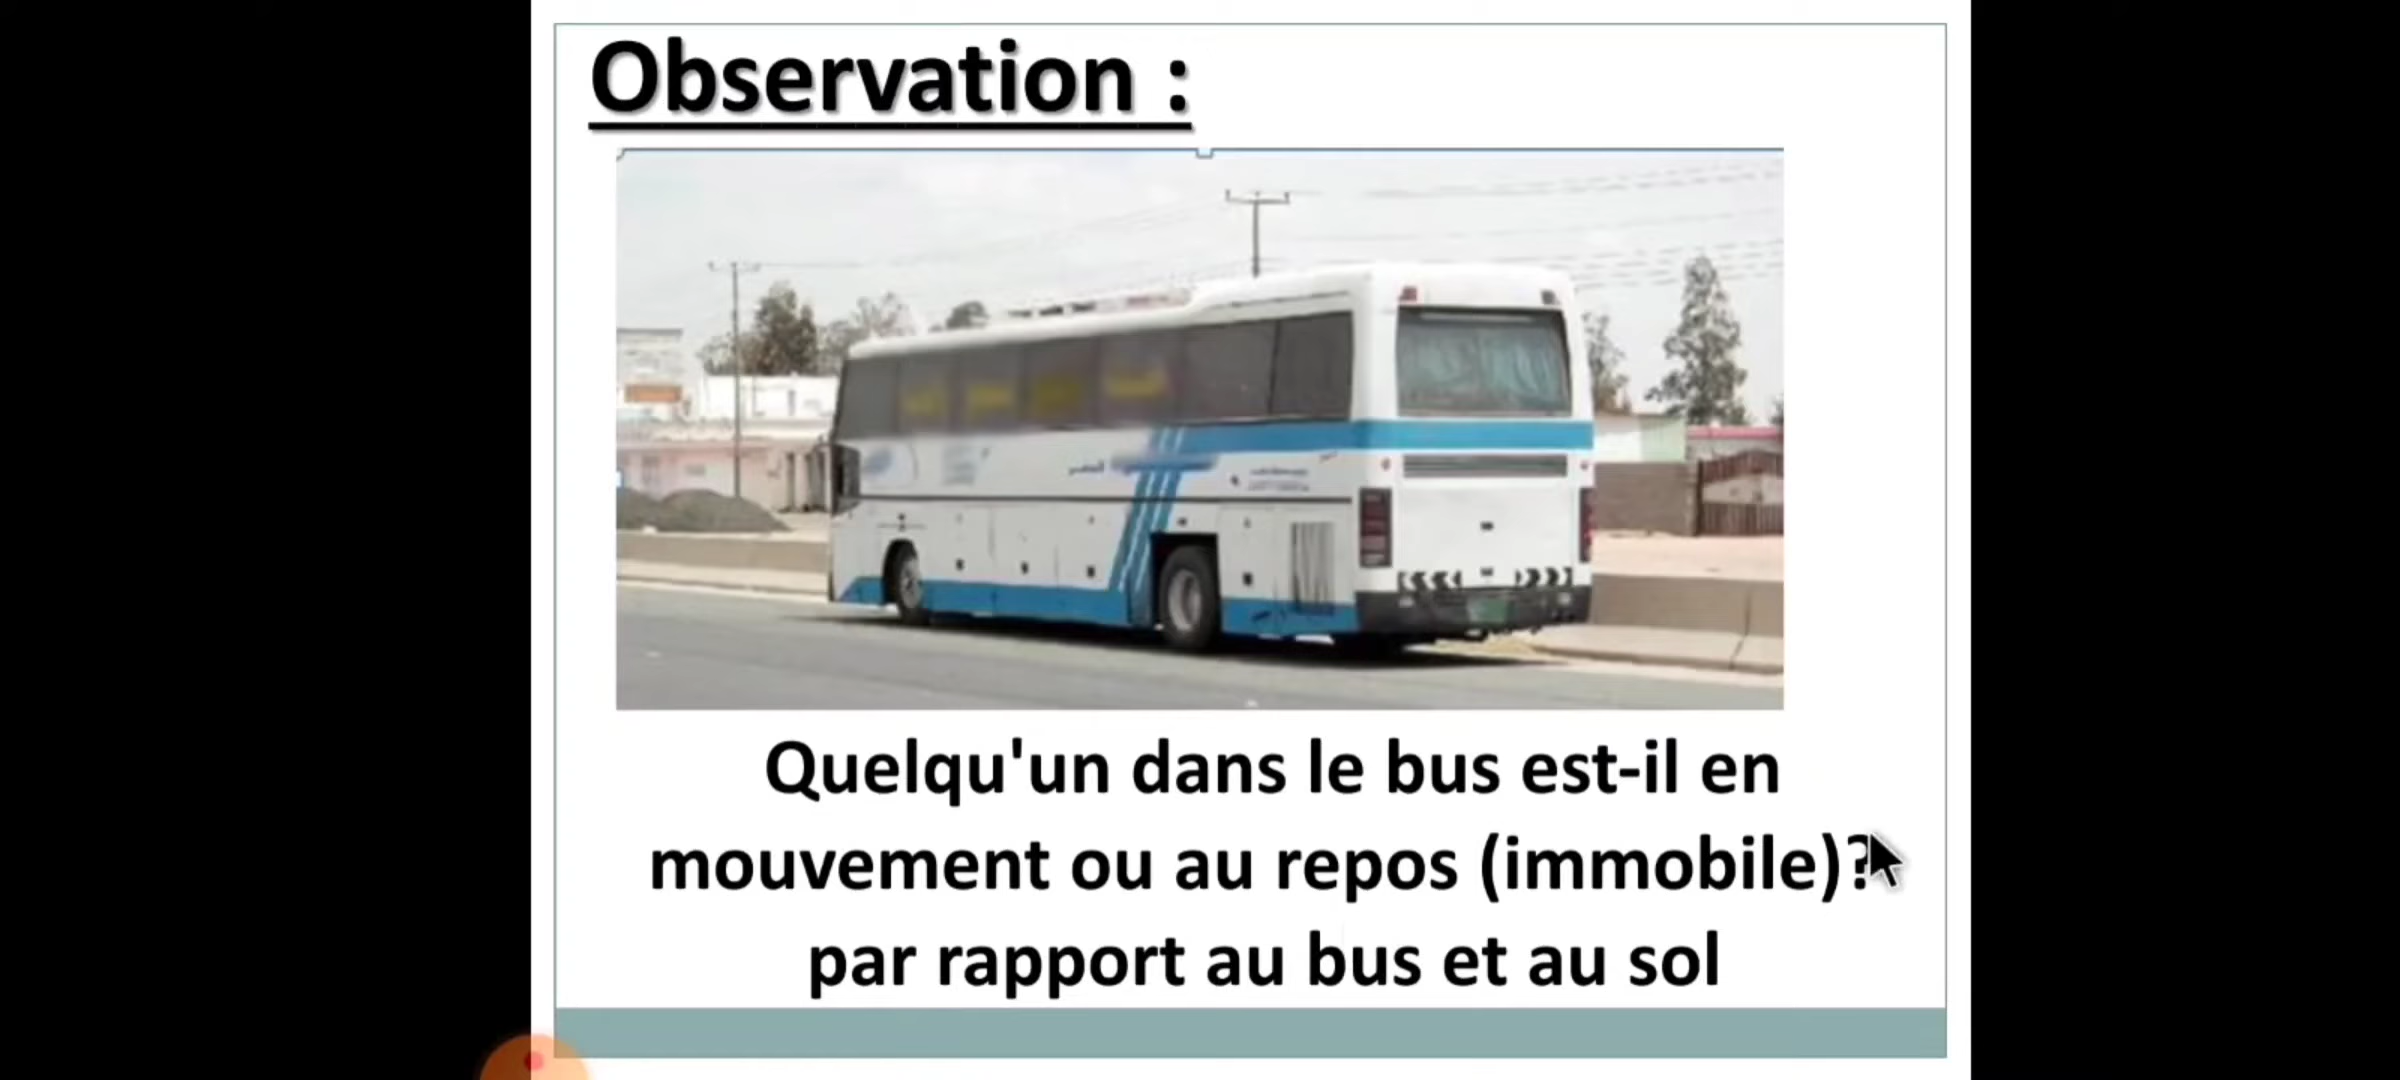 Observation :
Quelqu'un dans le bus est-il en
mouvement ou au repos (immobile)?
par rapport au bus et au sol